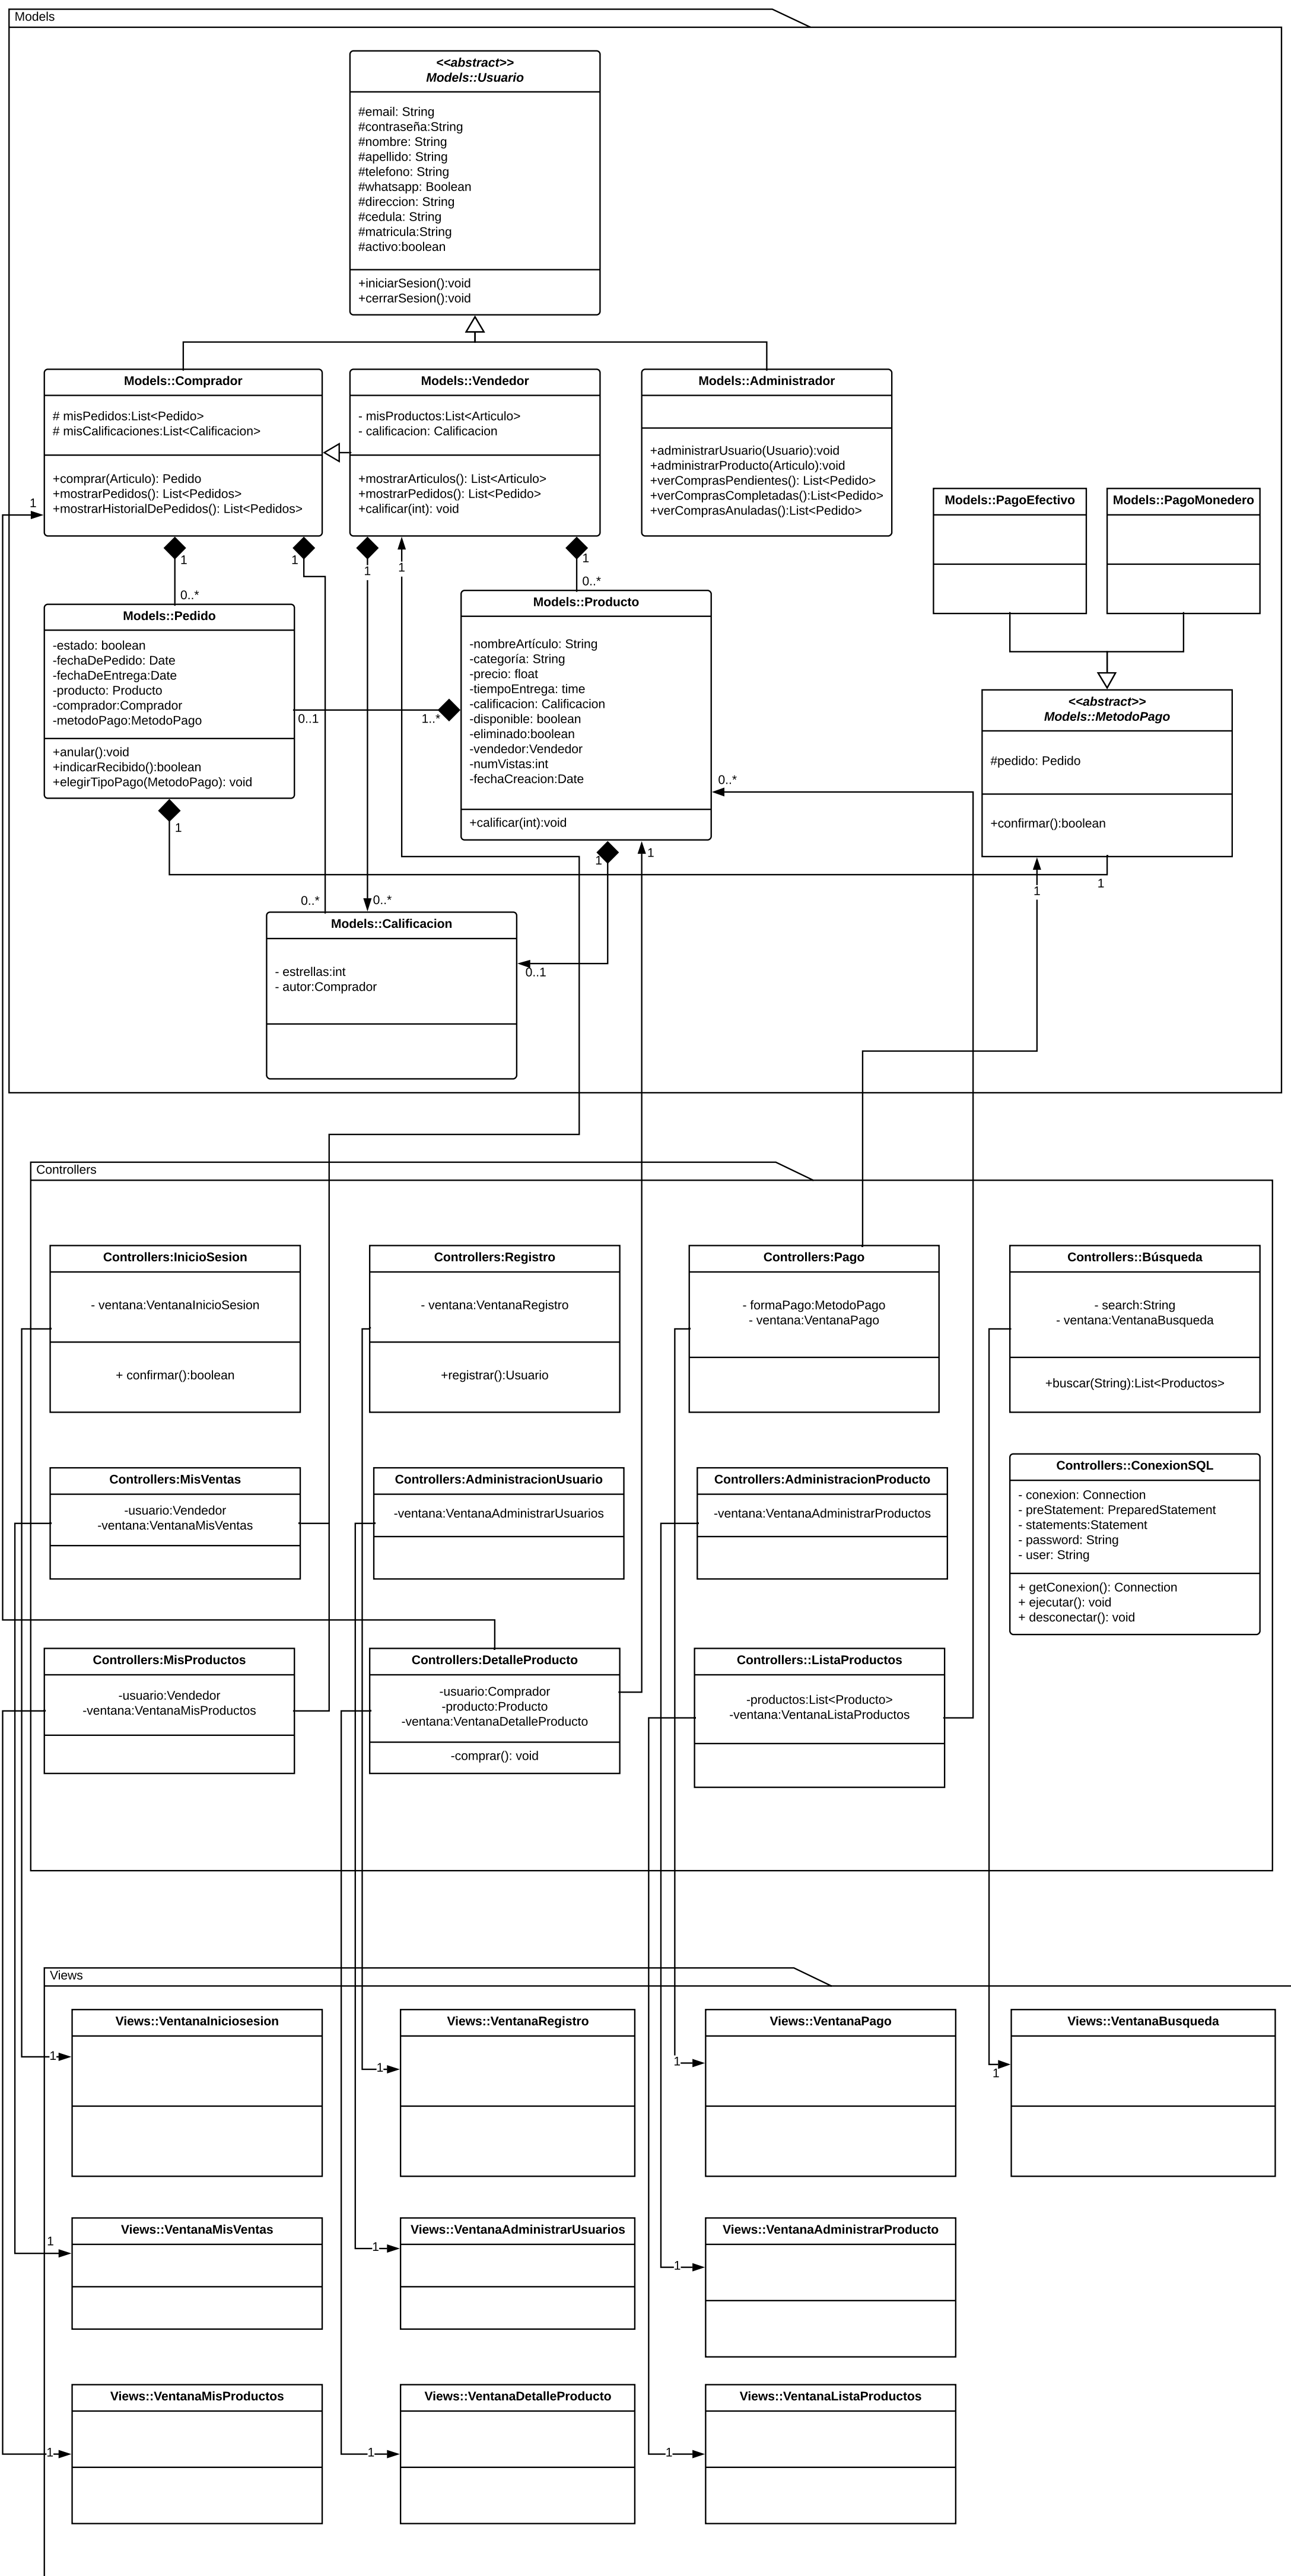 Models
<<abstract>>
Models::Usuario
#email: String
#contraseña:String
#nombre: String
#apellido: String
#telefono: String
#whatsapp: Boolean
#direccion: String
#cedula: String
#matricula:String
#activo:boolean
+iniciarSesion():void
+cerrarSesion():void
Models::Comprador
# misPedidos:List<Pedido>
# misCalificaciones:List<Calificacion>
+comprar(Articulo): Pedido
+mostrarPedidos(): List<Pedidos>
+mostrarHistorialDePedidos(): List<Pedidos>
Models::Vendedor
- misProductos:List<Articulo>
- calificacion: Calificacion
+mostrarArticulos(): List<Articulo>
+mostrarPedidos(): List<Pedido>
+calificar(int): void
Models::Administrador
+administrarUsuario(Usuario):void
+administrarProducto(Articulo):void
+verComprasPendientes(): List<Pedido>
+verComprasCompletadas():List<Pedido>
+verComprasAnuladas():List<Pedido>
Models::PagoEfectivo
Models::PagoMonedero
1
1
1
1
1
1
0..*
0..*
Models::Pedido
-estado: boolean
-fechaDePedido: Date
-fechaDeEntrega:Date
-producto: Producto
-comprador:Comprador
-metodoPago:MetodoPago
+anular():void
+indicarRecibido():boolean
+elegirTipoPago(MetodoPago): void
0..1
1..*
Models::Producto
-nombreArtículo: String
-categoría: String
-precio: float
-tiempoEntrega: time
-calificacion: Calificacion
-disponible: boolean
-eliminado:boolean
-vendedor:Vendedor
-numVistas:int
-fechaCreacion:Date
+calificar(int):void
<<abstract>>
Models::MetodoPago
#pedido: Pedido
+confirmar():boolean
0..*
1
1
1
1
1
0..*
0..*
0..1
Models::Calificacion
- estrellas:int
- autor:Comprador
Controllers
Controllers:InicioSesion
- ventana:VentanaInicioSesion
+ confirmar():boolean
Controllers:Registro
- ventana:VentanaRegistro
+registrar():Usuario
Controllers:Pago
- formaPago:MetodoPago
- ventana:VentanaPago
Controllers::Búsqueda
- search:String
- ventana:VentanaBusqueda
+buscar(String):List<Productos>
Controllers:MisVentas
-usuario:Vendedor
-ventana:VentanaMisVentas
Controllers:AdministracionUsuario
-ventana:VentanaAdministrarUsuarios
Controllers:AdministracionProducto
-ventana:VentanaAdministrarProductos
Controllers::ConexionSQL
- conexion: Connection
- preStatement: PreparedStatement
- statements:Statement
- password: String
- user: String
+ getConexion(): Connection
+ ejecutar(): void
+ desconectar(): void
Controllers:MisProductos
-usuario:Vendedor
-ventana:VentanaMisProductos
Controllers:DetalleProducto
-usuario:Comprador
-producto:Producto
-ventana:VentanaDetalleProducto
-comprar(): void
Controllers::ListaProductos
-productos:List<Producto>
-ventana:VentanaListaProductos
Views
Views::VentanaIniciosesion
Views::VentanaRegistro
Views::VentanaPago
Views::VentanaBusqueda
1
1
1
1
Views::VentanaMisVentas
Views::VentanaAdministrarUsuarios
Views::VentanaAdministrarProducto
1
1
1
Views::VentanaMisProductos
Views::VentanaDetalleProducto
Views::VentanaListaProductos
1
1
1